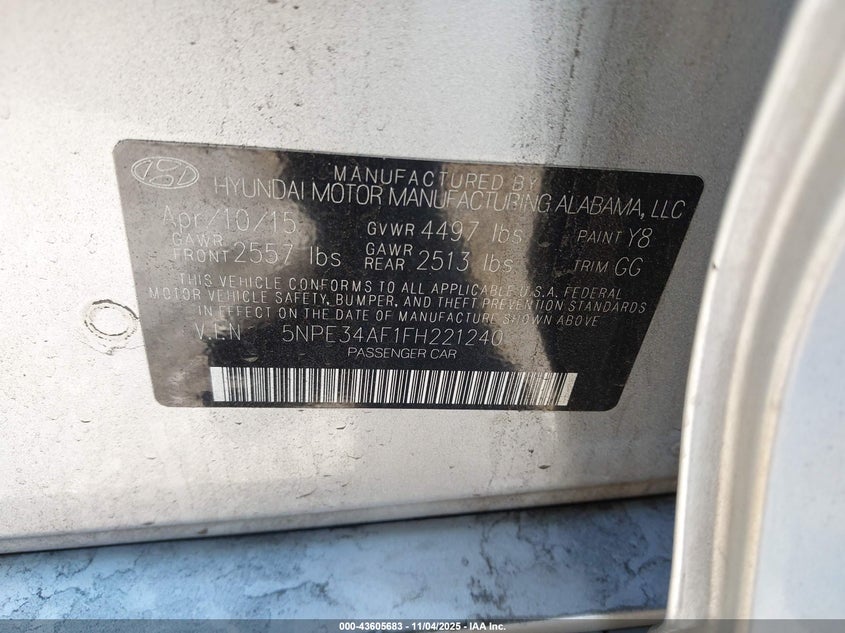 MANUFACTURED BY
HYUNDAI MOTOR MANUFACTURING ALABAMA, LLC
Apr/10/15 GVWR 4497 lbs PAINT Y8
GAWR FRONT 2557 lbs GAWR REAR 2513 lbs TRIM GG
THIS VEHICLE CONFORMS TO ALL APPLICABLE U.S.A. FEDERAL
MOTOR VEHICLE SAFETY, BUMPER, AND THEFT PREVENTION STANDARDS
IN EFFECT ON THE DATE OF MANUFACTURE SHOWN ABOVE
V.I.N 5NPE34AF1FH221240
PASSENGER CAR
000-43605683 - 11/04/2025 - IAA Inc.